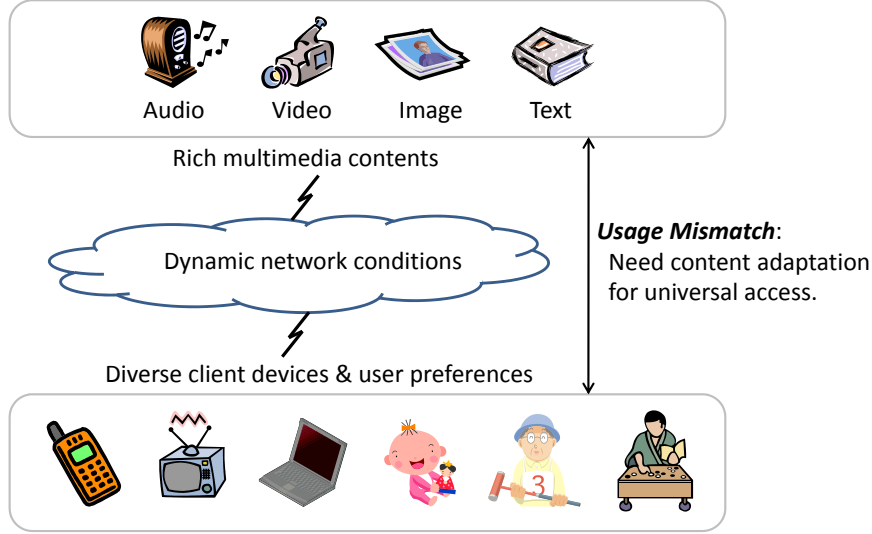 Audio
Video
Image
Text
Rich multimedia contents
Dynamic network conditions
Usage Mismatch:
Need content adaptation
for universal access.
Diverse client devices & user preferences
3